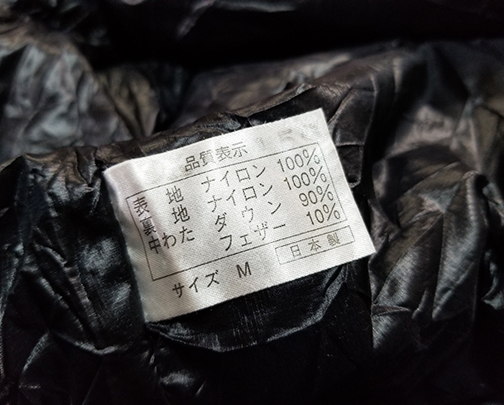 品質表示
表地 ナイロン 100%
裏地 ナイロン 100%
中わた ダウン 90%
フェザー 10%
サイズ M 日本製